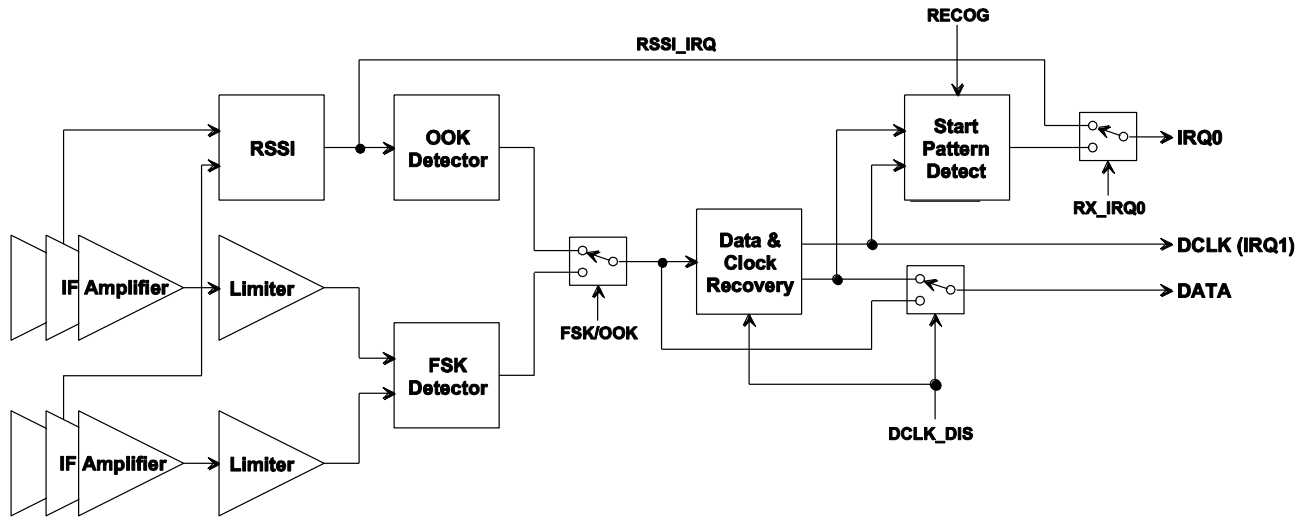 RECOG
RSSI_IRQ
RSSI
OOK
Detector
Start
Pattern
Detect
IRQ0
RX_IRQ0
IF Amplifier
Limiter
Data &
Clock
Recovery
DCLK (IRQ1)
DATA
FSK/OOK
FSK
Detector
DCLK_DIS
IF Amplifier
Limiter